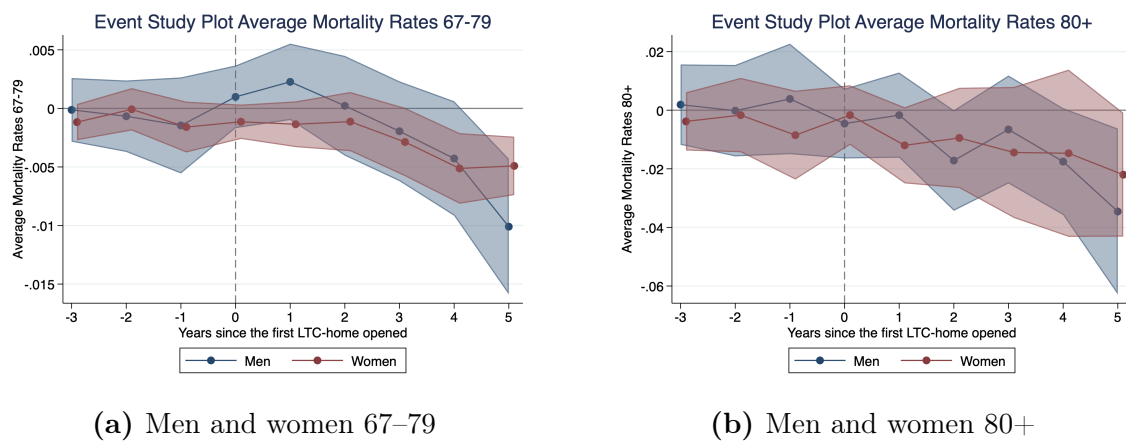 Event Study Plot Average Mortality Rates 67-79
Average Mortality Rates 67-79
.005
0
-.005
-.01
-.015
-3 -2 -1 0 1 2 3 4 5
Years since the first LTC-home opened
Men Women
(a) Men and women 67–79
Event Study Plot Average Mortality Rates 80+
Average Mortality Rates 80+
.02
0
-.02
-.04
-.06
-3 -2 -1 0 1 2 3 4 5
Years since the first LTC-home opened
Men Women
(b) Men and women 80+